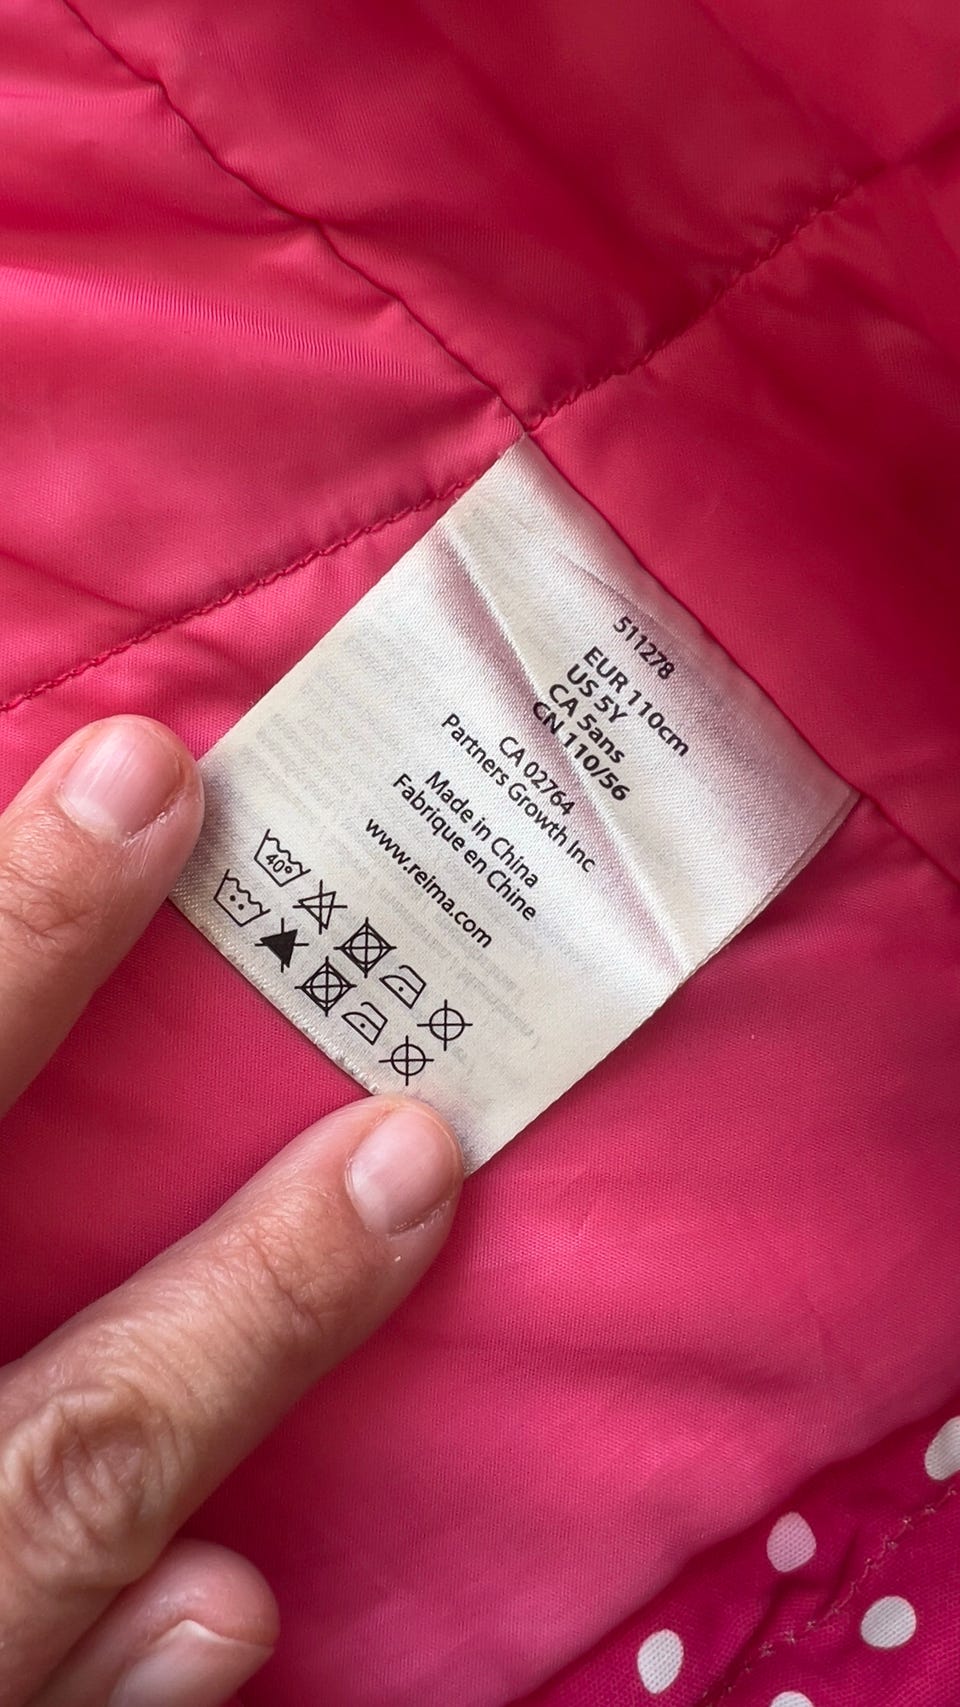 511278
EUR 110cm
US 5Y
CA 5ans
CN 110/56
CA 02764
Partners Growth Inc
Made in China
Fabriqué en Chine
www.reima.com
40°